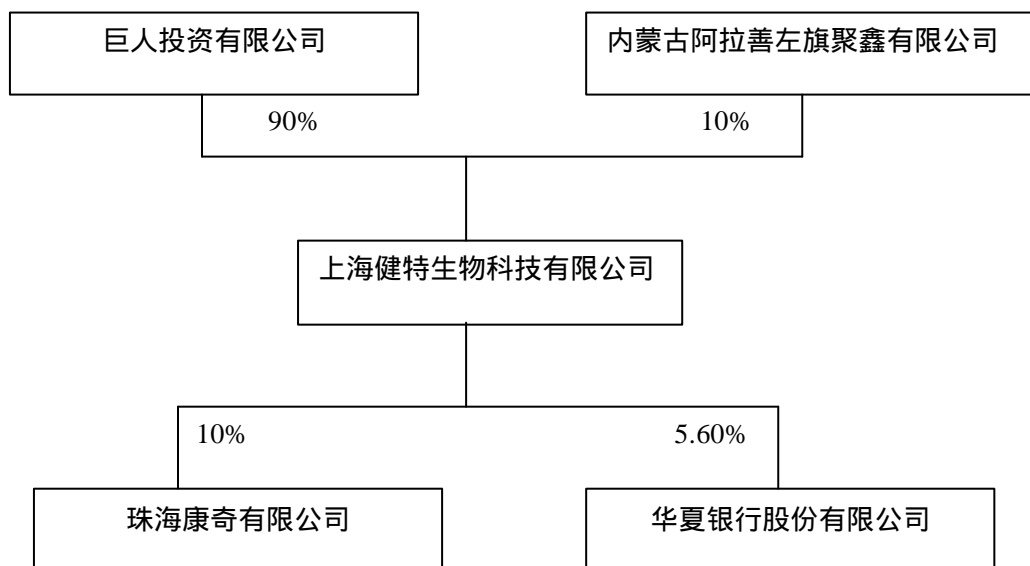 巨人投资有限公司
内蒙古阿拉善左旗聚鑫有限公司
90%
10%
上海健特生物科技有限公司
10%
5.60%
珠海康奇有限公司
华夏银行股份有限公司